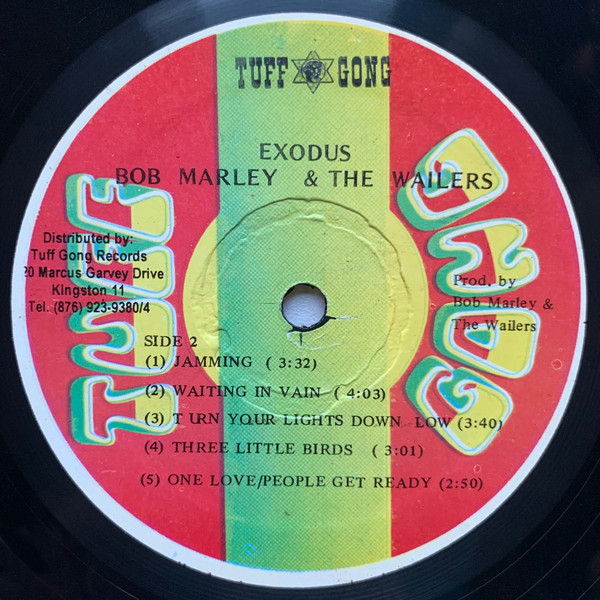 TUFF GONG
EXODUS
BOB MARLEY & THE WAILERS
TUFF
GONG
Distributed by:
Tuff Gong Records
20 Marcus Garvey Drive
Kingston 11
Tel. (876) 923-9380/4
Prod. by
Bob Marley &
The Wailers
SIDE 2
(1) JAMMING ( 3:32)
(2) WAITING IN VAIN ( 4:03)
(3) T URN YOUR LIGHTS DOWN LOW (3:40)
(4) THREE LITTLE BIRDS ( 3:01)
(5) ONE LOVE/PEOPLE GET READY (2:50)